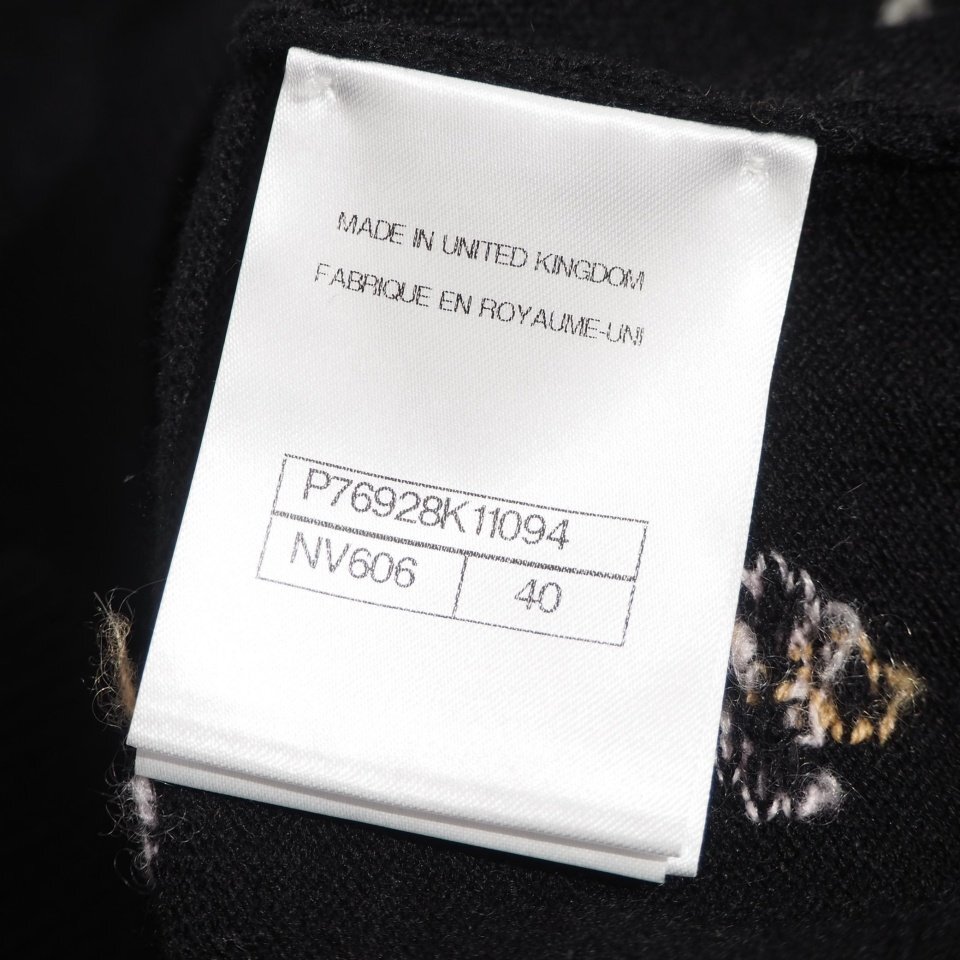 MADE IN UNITED KINGDOM
FABRIQUE EN ROYAUME-UNI
P76928K11094
NV606 40